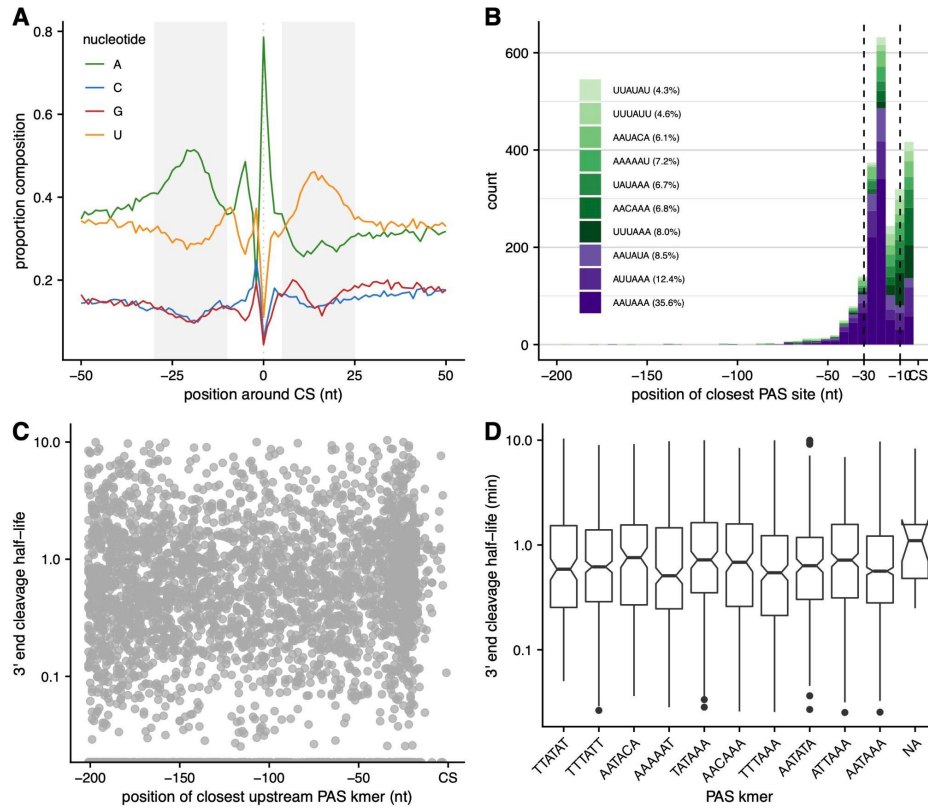 A
nucleotide
A
C
G
U
0.8
0.6
0.4
0.2
proportion composition
−50
−25
0
25
50
position around CS (nt)
B
600
400
200
0
count
UUAUAU (4.3%)
UUUAUU (4.6%)
AAUACA (6.1%)
AAAAAU (7.2%)
UAUAAA (6.7%)
AACAAA (6.8%)
UUUAAA (8.0%)
AAUAUA (8.5%)
AUUAAA (12.4%)
AAUAAA (35.6%)
−200
−150
−100
−50
−30
−10
CS
position of closest PAS site (nt)
C
10.0
1.0
0.1
3' end cleavage half−life
−200
−150
−100
−50
CS
position of closest upstream PAS kmer (nt)
D
10.0
1.0
0.1
3' end cleavage half−life (min)
TTATAT
TTTATT
AATACA
AAAAAT
TATAAA
AACAAA
TTTAAA
AATATA
ATTAAA
AATAAA
NA
PAS kmer